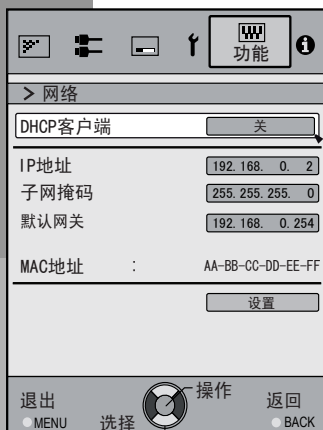 功能
> 网络
DHCP客户端 关
IP地址 192.168. 0. 2
子网掩码 255.255.255. 0
默认网关 192.168. 0.254
MAC地址 : AA-BB-CC-DD-EE-FF
设置
退出 操作 返回
MENU 选择 BACK